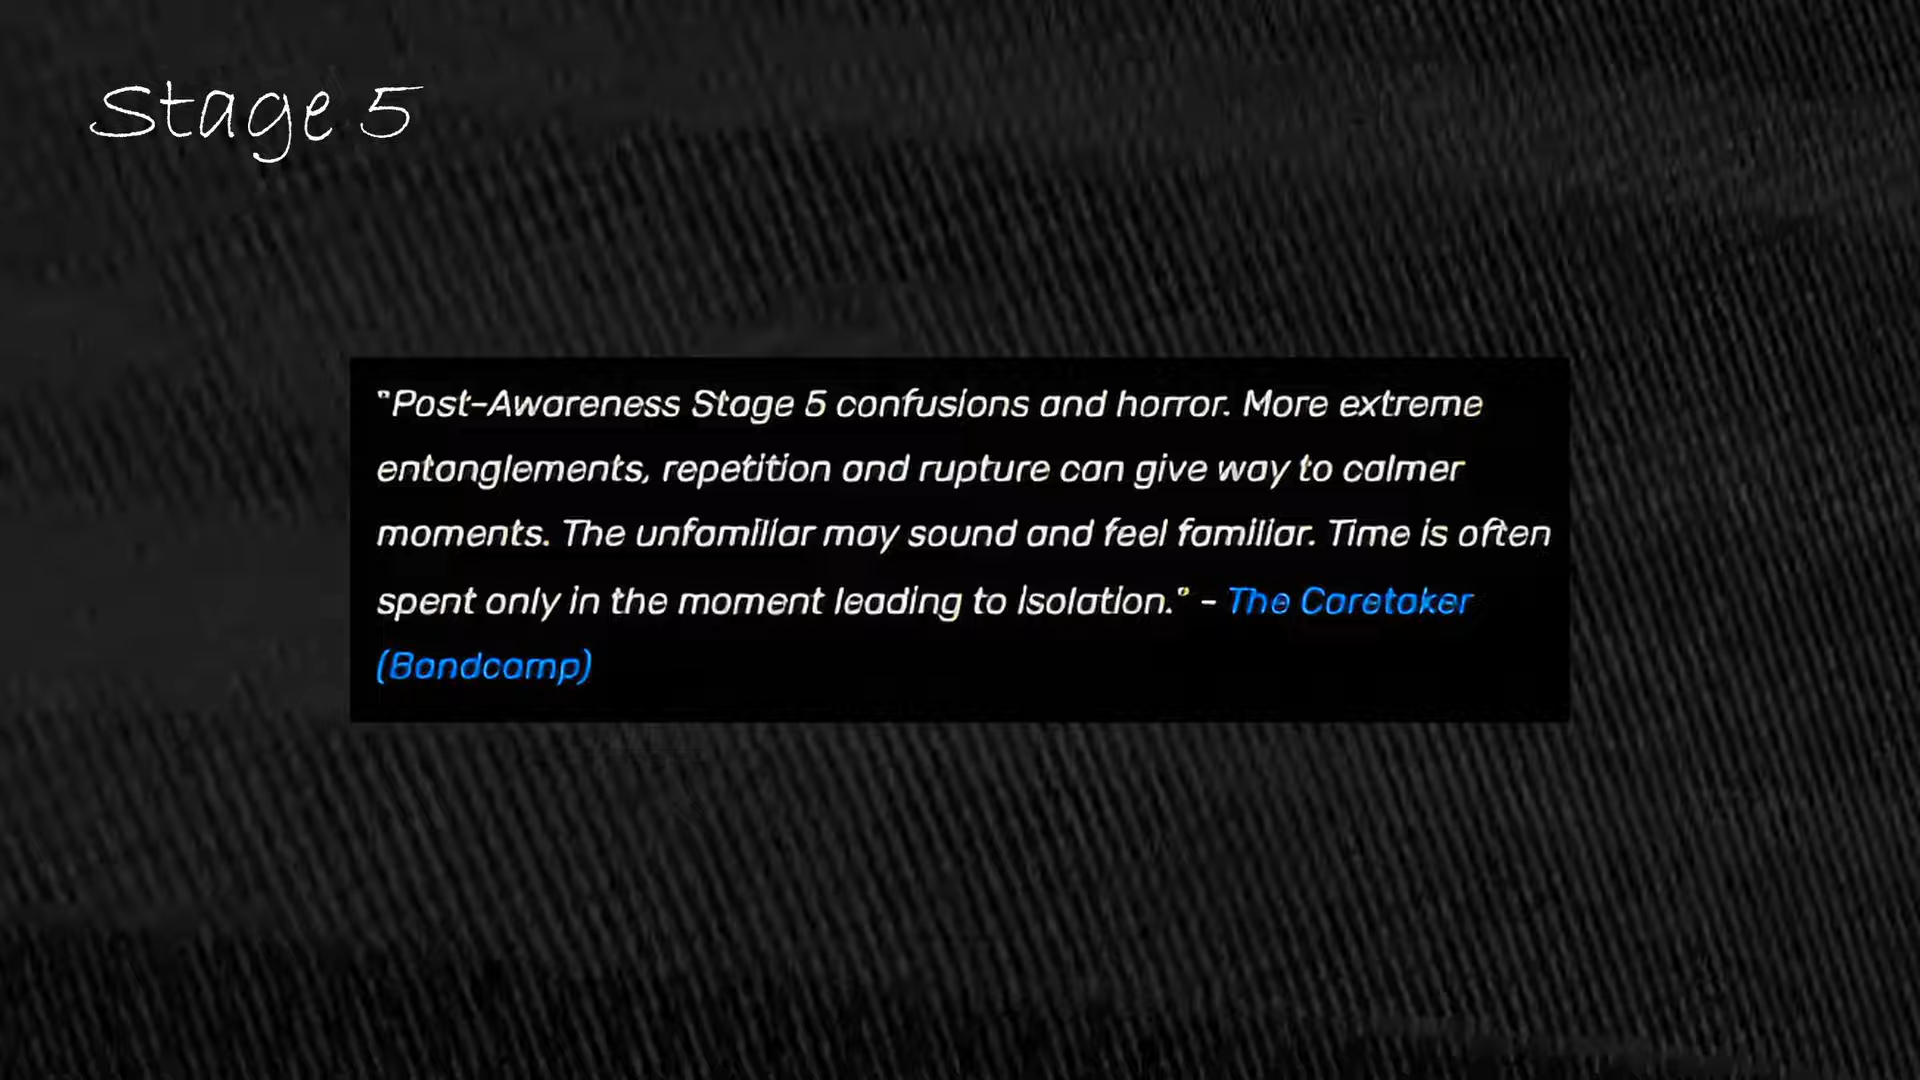 Stage 5
"Post-Awareness Stage 5 confusions and horror. More extreme
entanglements, repetition and rupture can give way to calmer
moments. The unfamiliar may sound and feel familiar. Time is often
spent only in the moment leading to isolation." - The Caretaker
(Bandcamp)